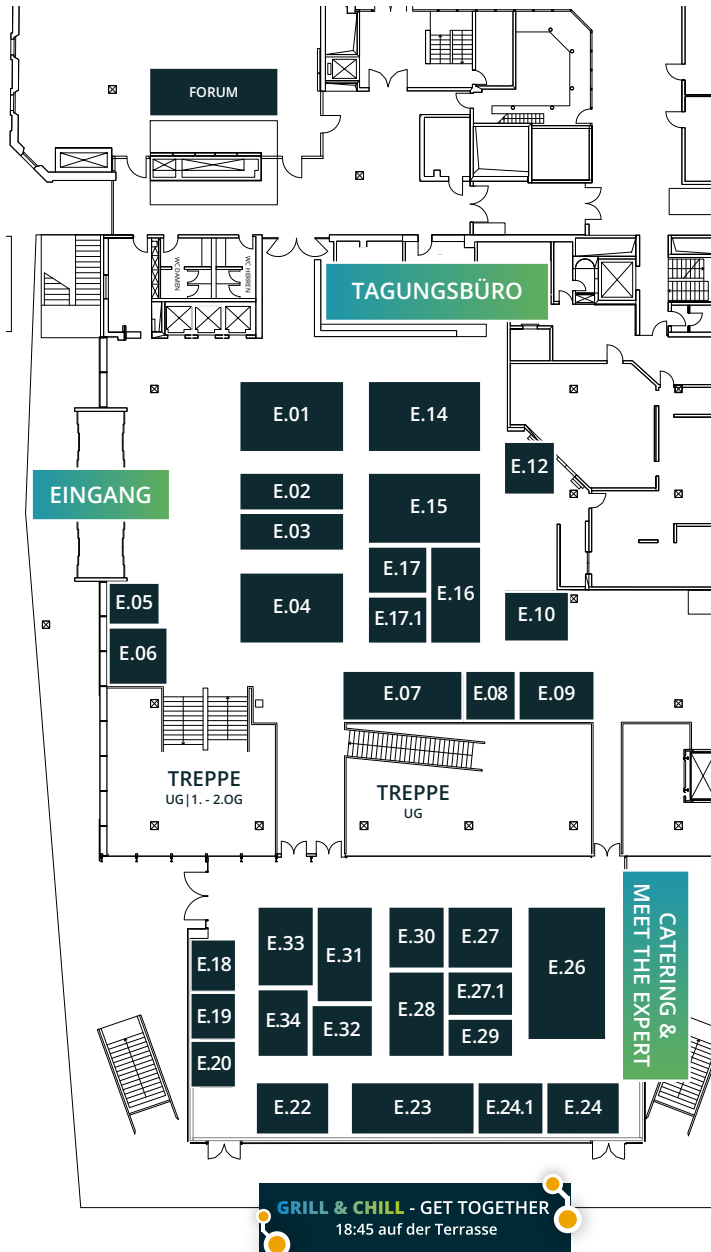 FORUM
WC DAMEN
WC HERREN
TAGUNGSBÜRO
E.01
E.14
E.12
EINGANG
E.02
E.15
E.03
E.17
E.16
E.05
E.04
E.17.1
E.10
E.06
E.07
E.08
E.09
TREPPE
UG|1. - 2.OG
TREPPE
UG
CATERING &
MEET THE EXPERT
E.33
E.31
E.30
E.27
E.26
E.18
E.27.1
E.19
E.34
E.28
E.32
E.29
E.20
E.22
E.23
E.24.1
E.24
GRILL & CHILL - GET TOGETHER
18:45 auf der Terrasse